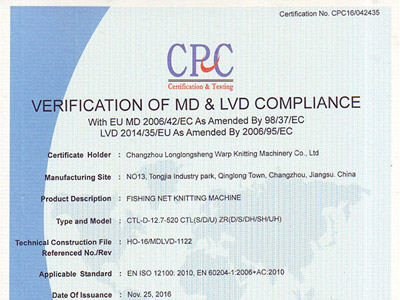 Certification No. CPC16/042435
CPC
Certification & Testing
VERIFICATION OF MD & LVD COMPLIANCE
With EU MD 2006/42/EC As Amended By 98/37/EC
LVD 2014/35/EU As Amended By 2006/95/EC
Certificate Holder : Changzhou Longlongsheng Warp Knitting Machinery Co., Ltd
Manufacturing Site : NO13, Tongjia Industry park, Qinglong Town, Changzhou, Jiangsu. China
Product Description : FISHING NET KNITTING MACHINE
Type and Model : CTL-D-12.7-520 CTL(S/D/U) ZR(D/S/DH/SH/UH)
Technical Construction File : HO-16/MDLVD-1122
Referenced No./Rev
Applicable Standard : EN ISO 12100: 2010, EN 60204-1:2006+AC:2010
Date Of Issuance : Nov. 25, 2016